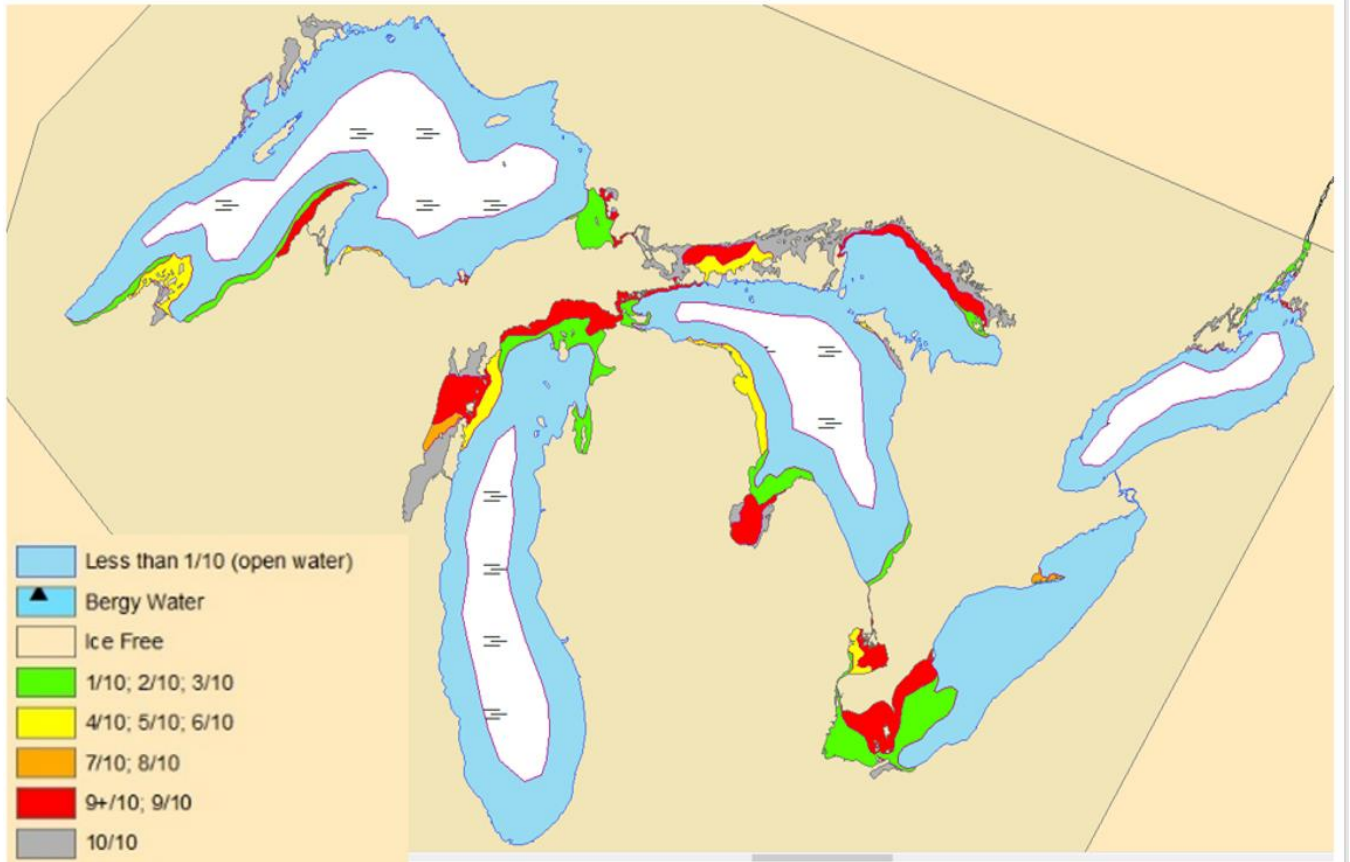 Less than 1/10 (open water)
Bergy Water
Ice Free
1/10; 2/10; 3/10
4/10; 5/10; 6/10
7/10; 8/10
9+/10; 9/10
10/10